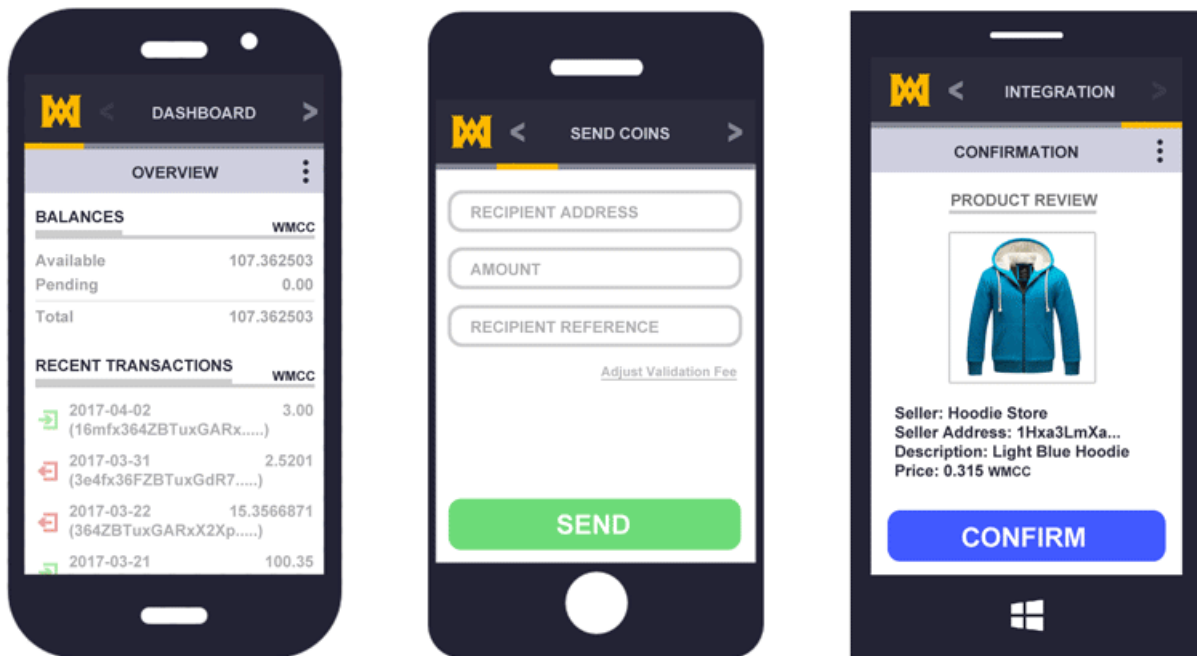 DASHBOARD
OVERVIEW
BALANCES
WMCC
Available 107.362503
Pending 0.00
Total 107.362503
RECENT TRANSACTIONS
WMCC
2017-04-02 3.00
(16mfx364ZBTuxGARx.....)
2017-03-31 2.5201
(3e4fx36FZBTuxGdR7.....)
2017-03-22 15.3566871
(364ZBTuxGARxX2Xp.....)
2017-03-21 100.35
SEND COINS
RECIPIENT ADDRESS
AMOUNT
RECIPIENT REFERENCE
Adjust Validation Fee
SEND
INTEGRATION
CONFIRMATION
PRODUCT REVIEW
Seller: Hoodie Store
Seller Address: 1Hxa3LmXa...
Description: Light Blue Hoodie
Price: 0.315 WMCC
CONFIRM